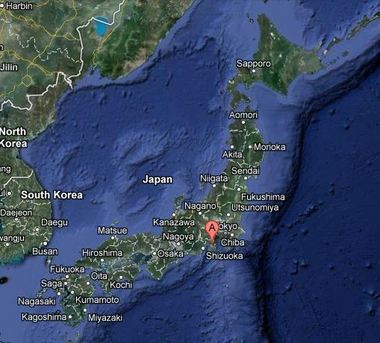 Harbin
Jilin
Sapporo
Aomori
North
Korea
Akita
Morioka
Sendai
Japan
Niigata
Fukushima
South Korea
Nagano
Utsunomiya
Daejeon
Daegu
Matsue
Kanazawa
A
Tokyo
wangju
Busan
Hiroshima
Nagoya
Chiba
Osaka
Shizuoka
Fukuoka
Oita
Kochi
Saga
Nagasaki
Kumamoto
Kagoshima
Miyazaki